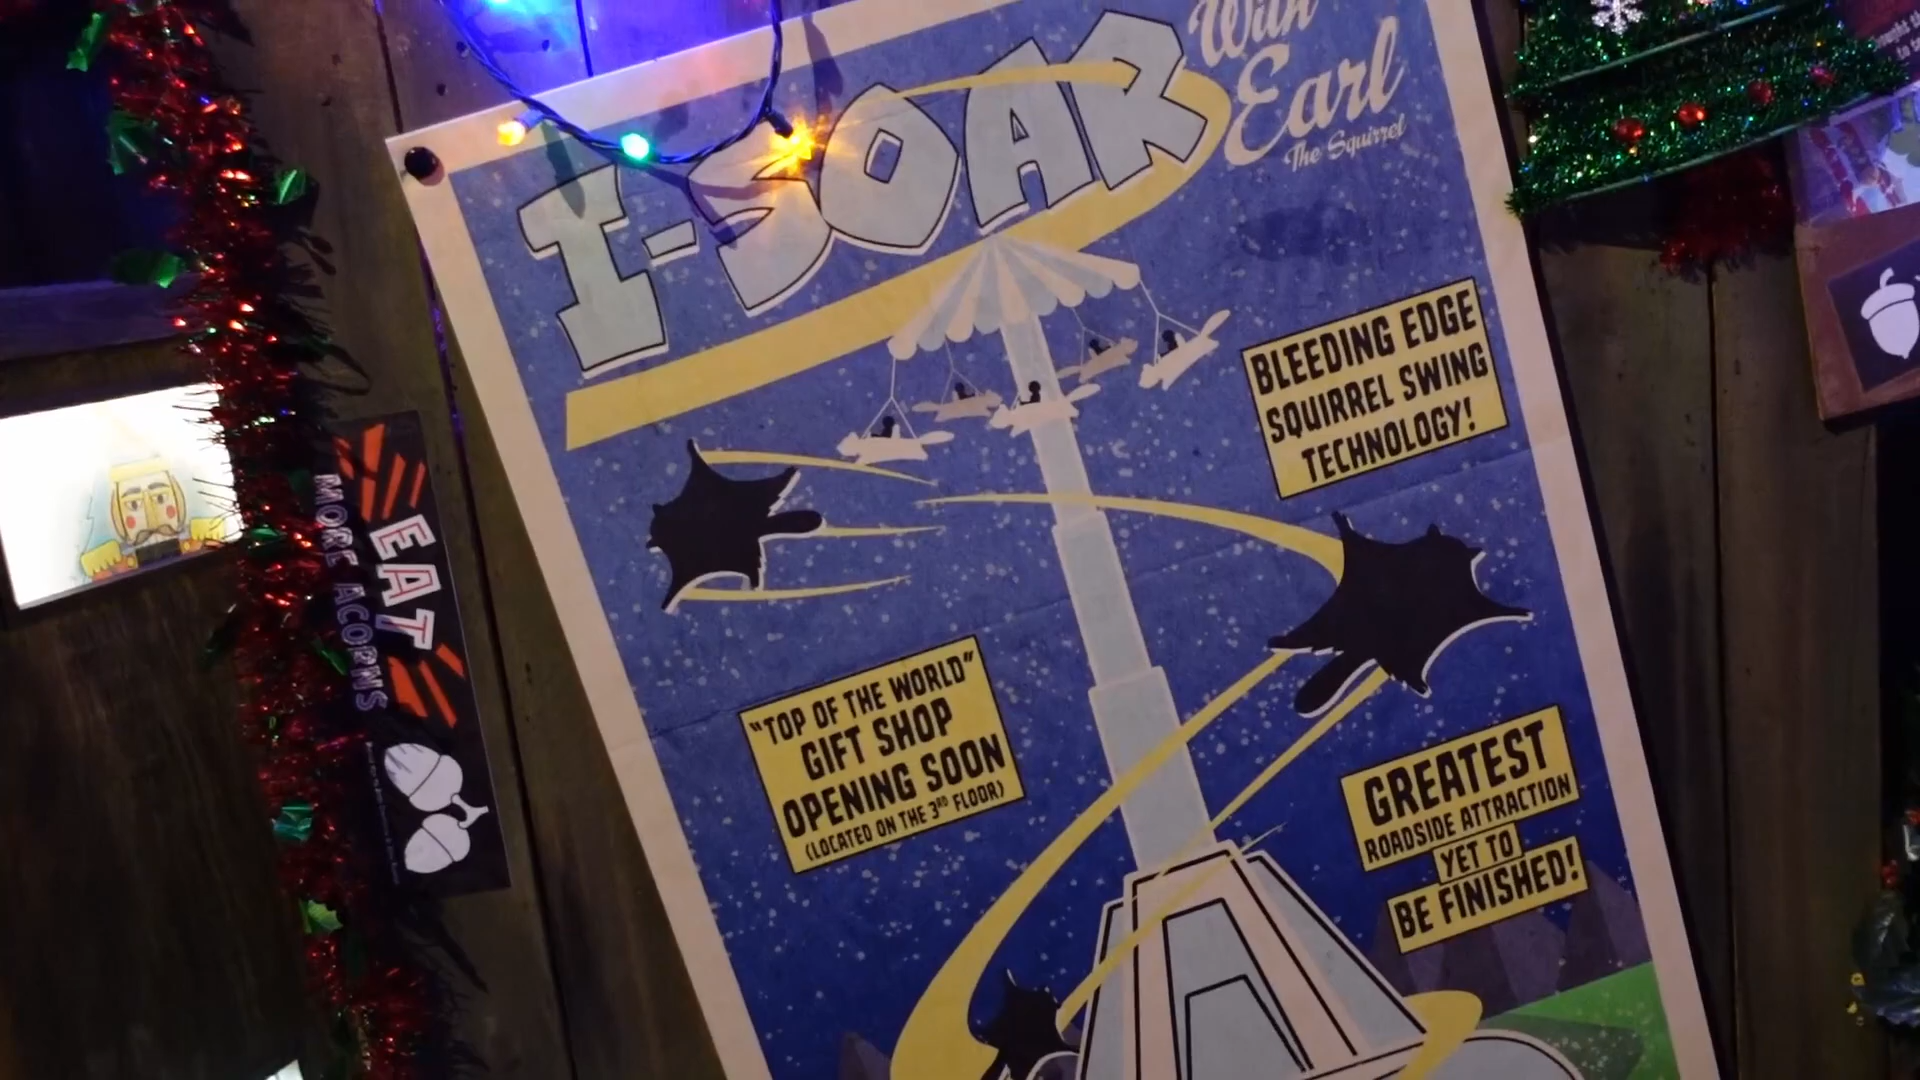 I-SOAR
With
Earl
The Squirrel
BLEEDING EDGE
SQUIRREL SWING
TECHNOLOGY!
"TOP OF THE WORLD"
GIFT SHOP
OPENING SOON
(LOCATED ON THE 3RD FLOOR)
GREATEST
ROADSIDE ATTRACTION
YET TO
BE FINISHED!
EAT
MORE ACORNS